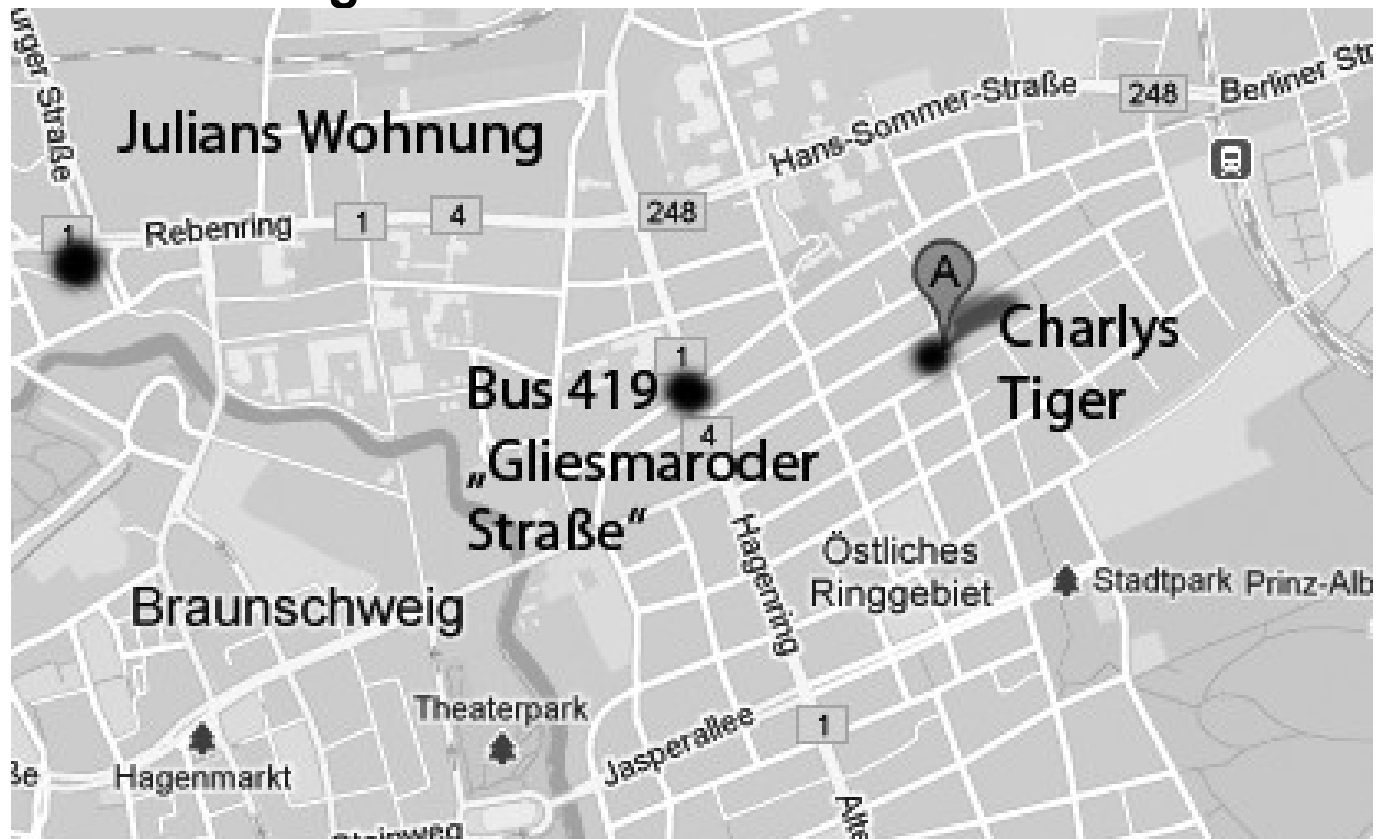 Straße
Julians Wohnung
Hans-Sommer-Straße
248
Berliner
1
Rebenring
1
4
248
A
Charlys
Tiger
1
Bus 419
4
„Gliesmaroder
Straße“
Hagenring
Östliches
Ringgebiet
Stadtpark Prinz-Alb
Braunschweig
Theaterpark
Jasperallee
1
Hagenmarkt